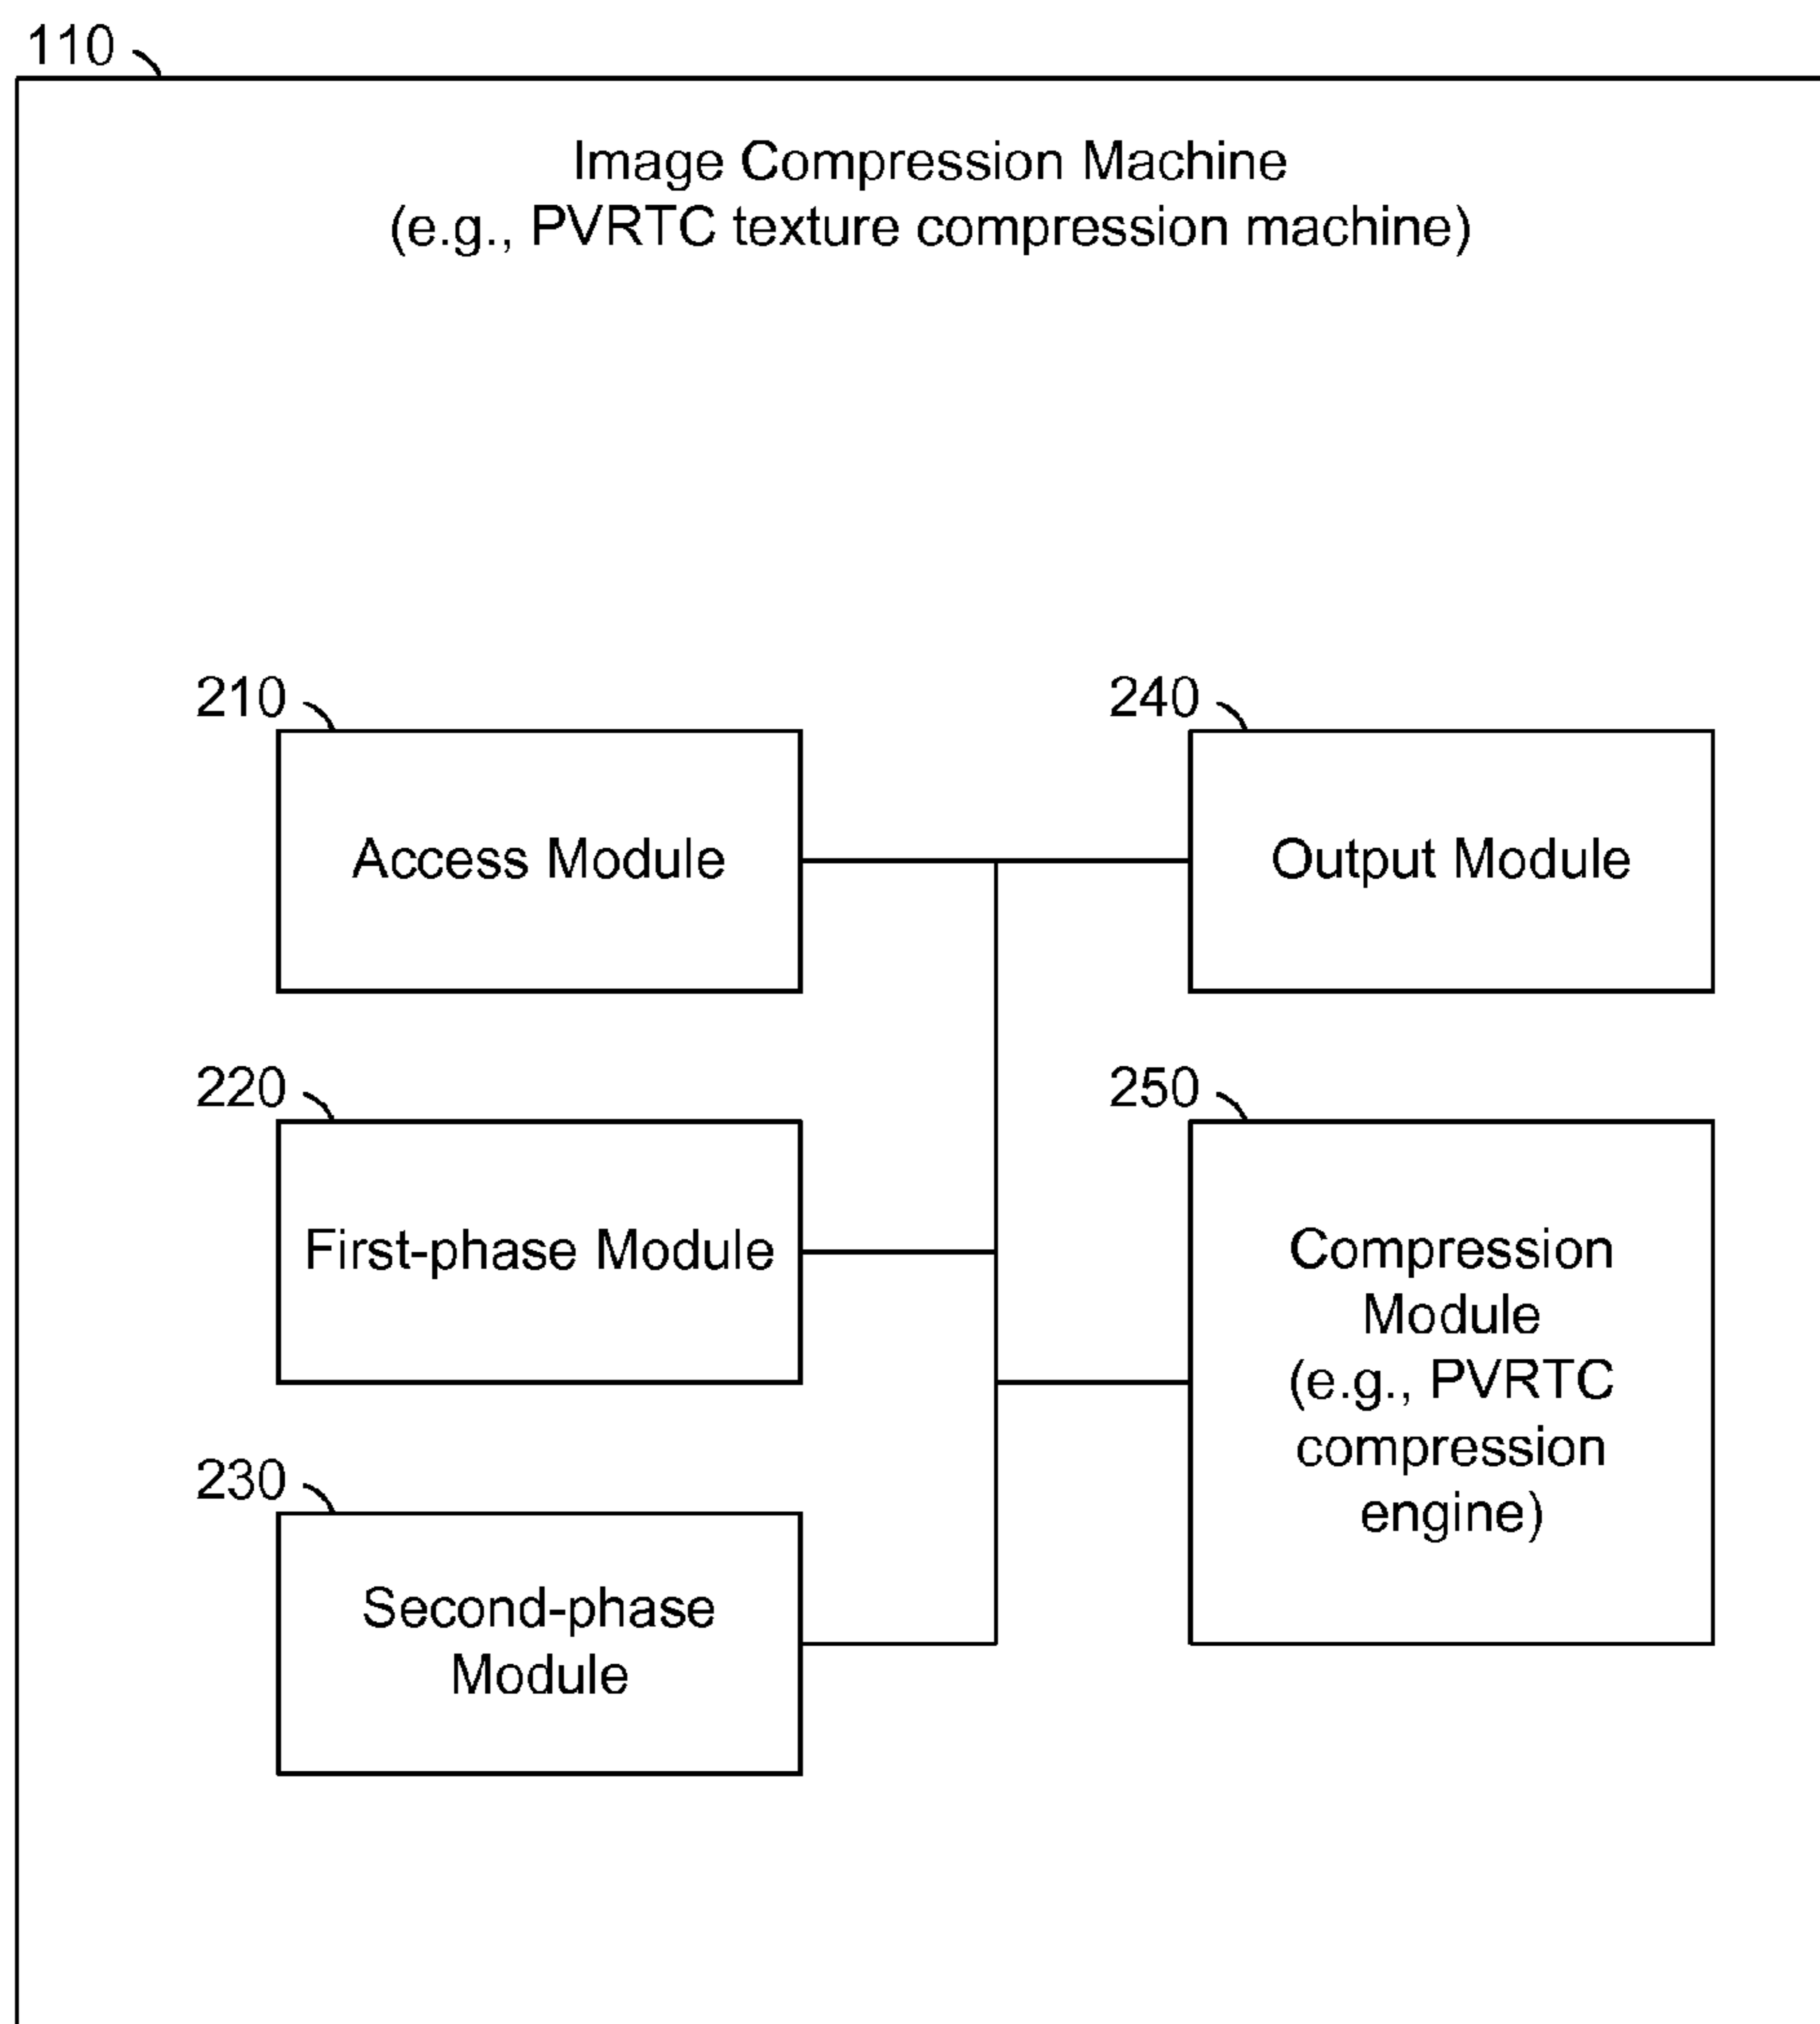 110
Image Compression Machine
(e.g., PVRTC texture compression machine)
210
Access Module
240
Output Module
220
First-phase Module
250
Compression
Module
(e.g., PVRTC
compression
engine)
230
Second-phase
Module